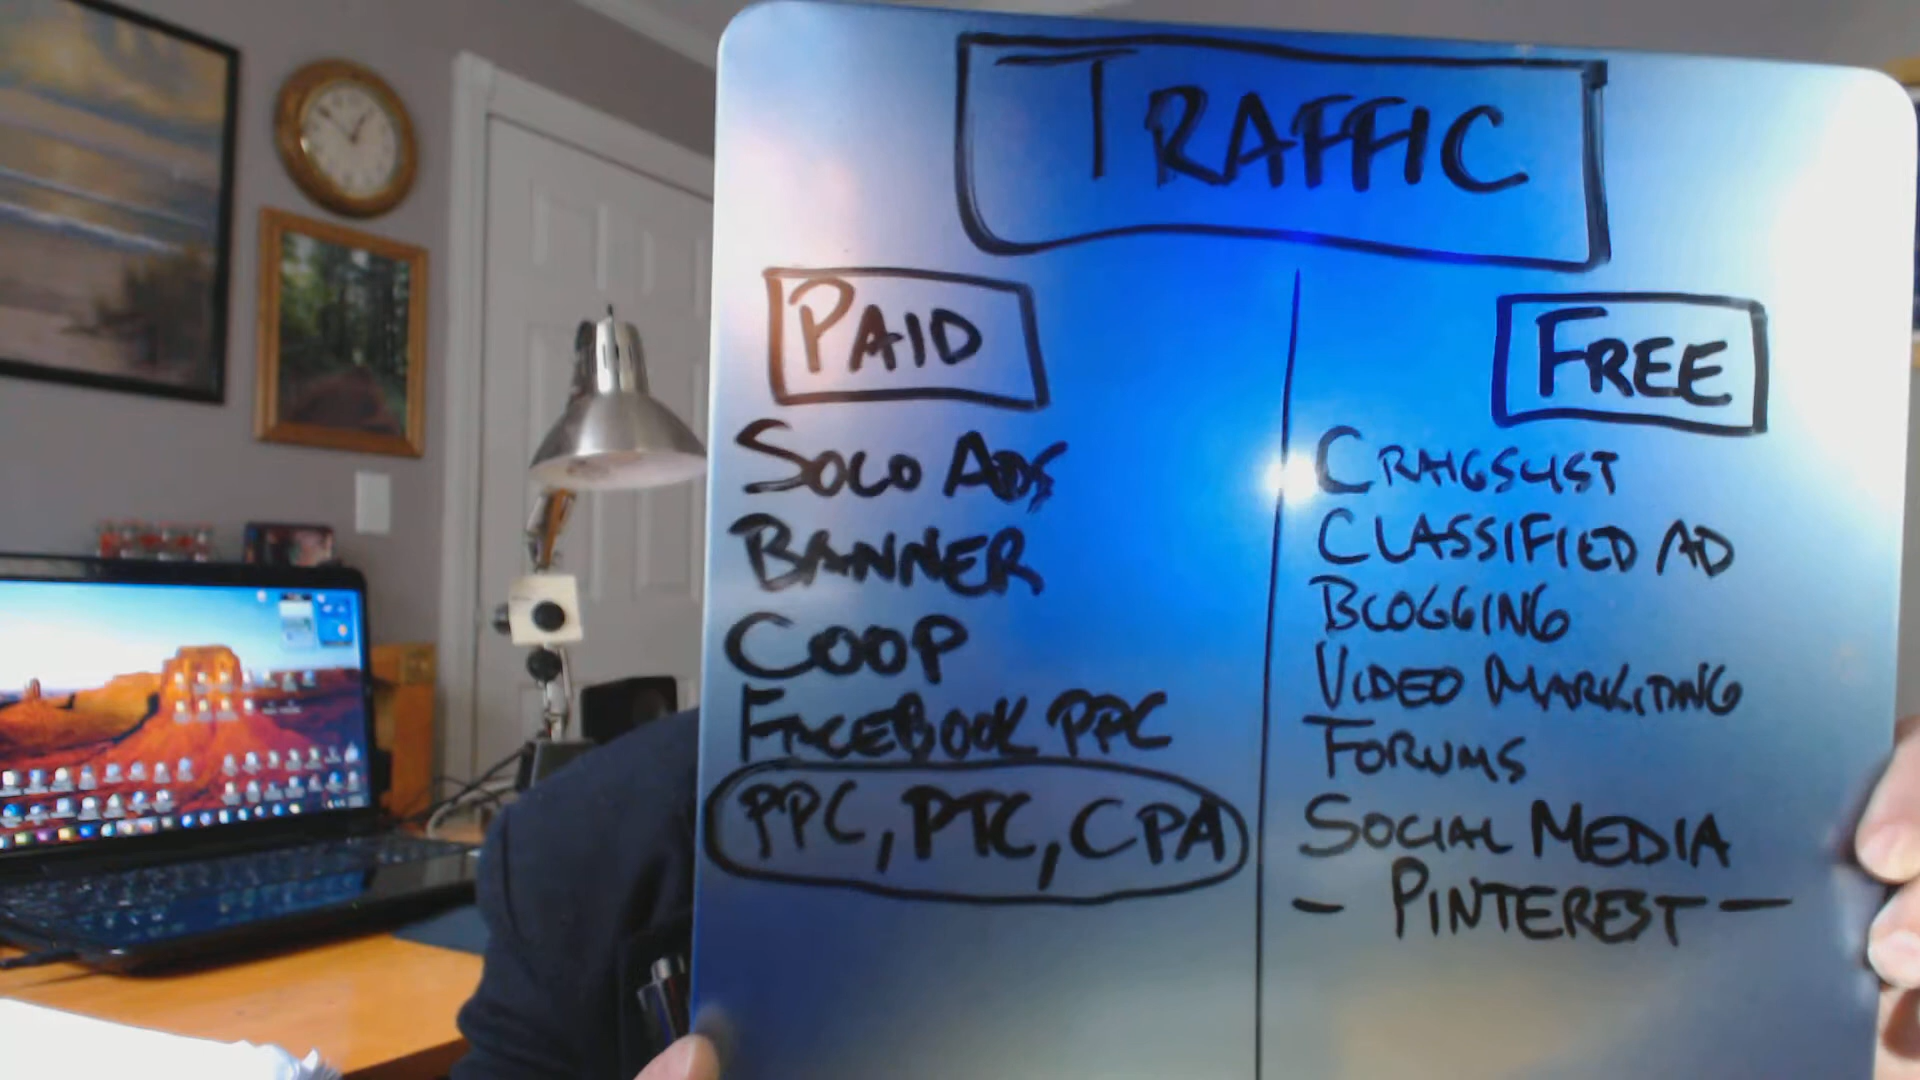 TRAFFIC
PAID
SOLO ADS
BANNER
COOP
FACEBOOK PPC
PPC, PTC, CPA
FREE
CRAIGSLIST
CLASSIFIED AD
BLOGGING
VIDEO MARKITING
FORUMS
SOCIAL MEDIA
- PINTEREST -